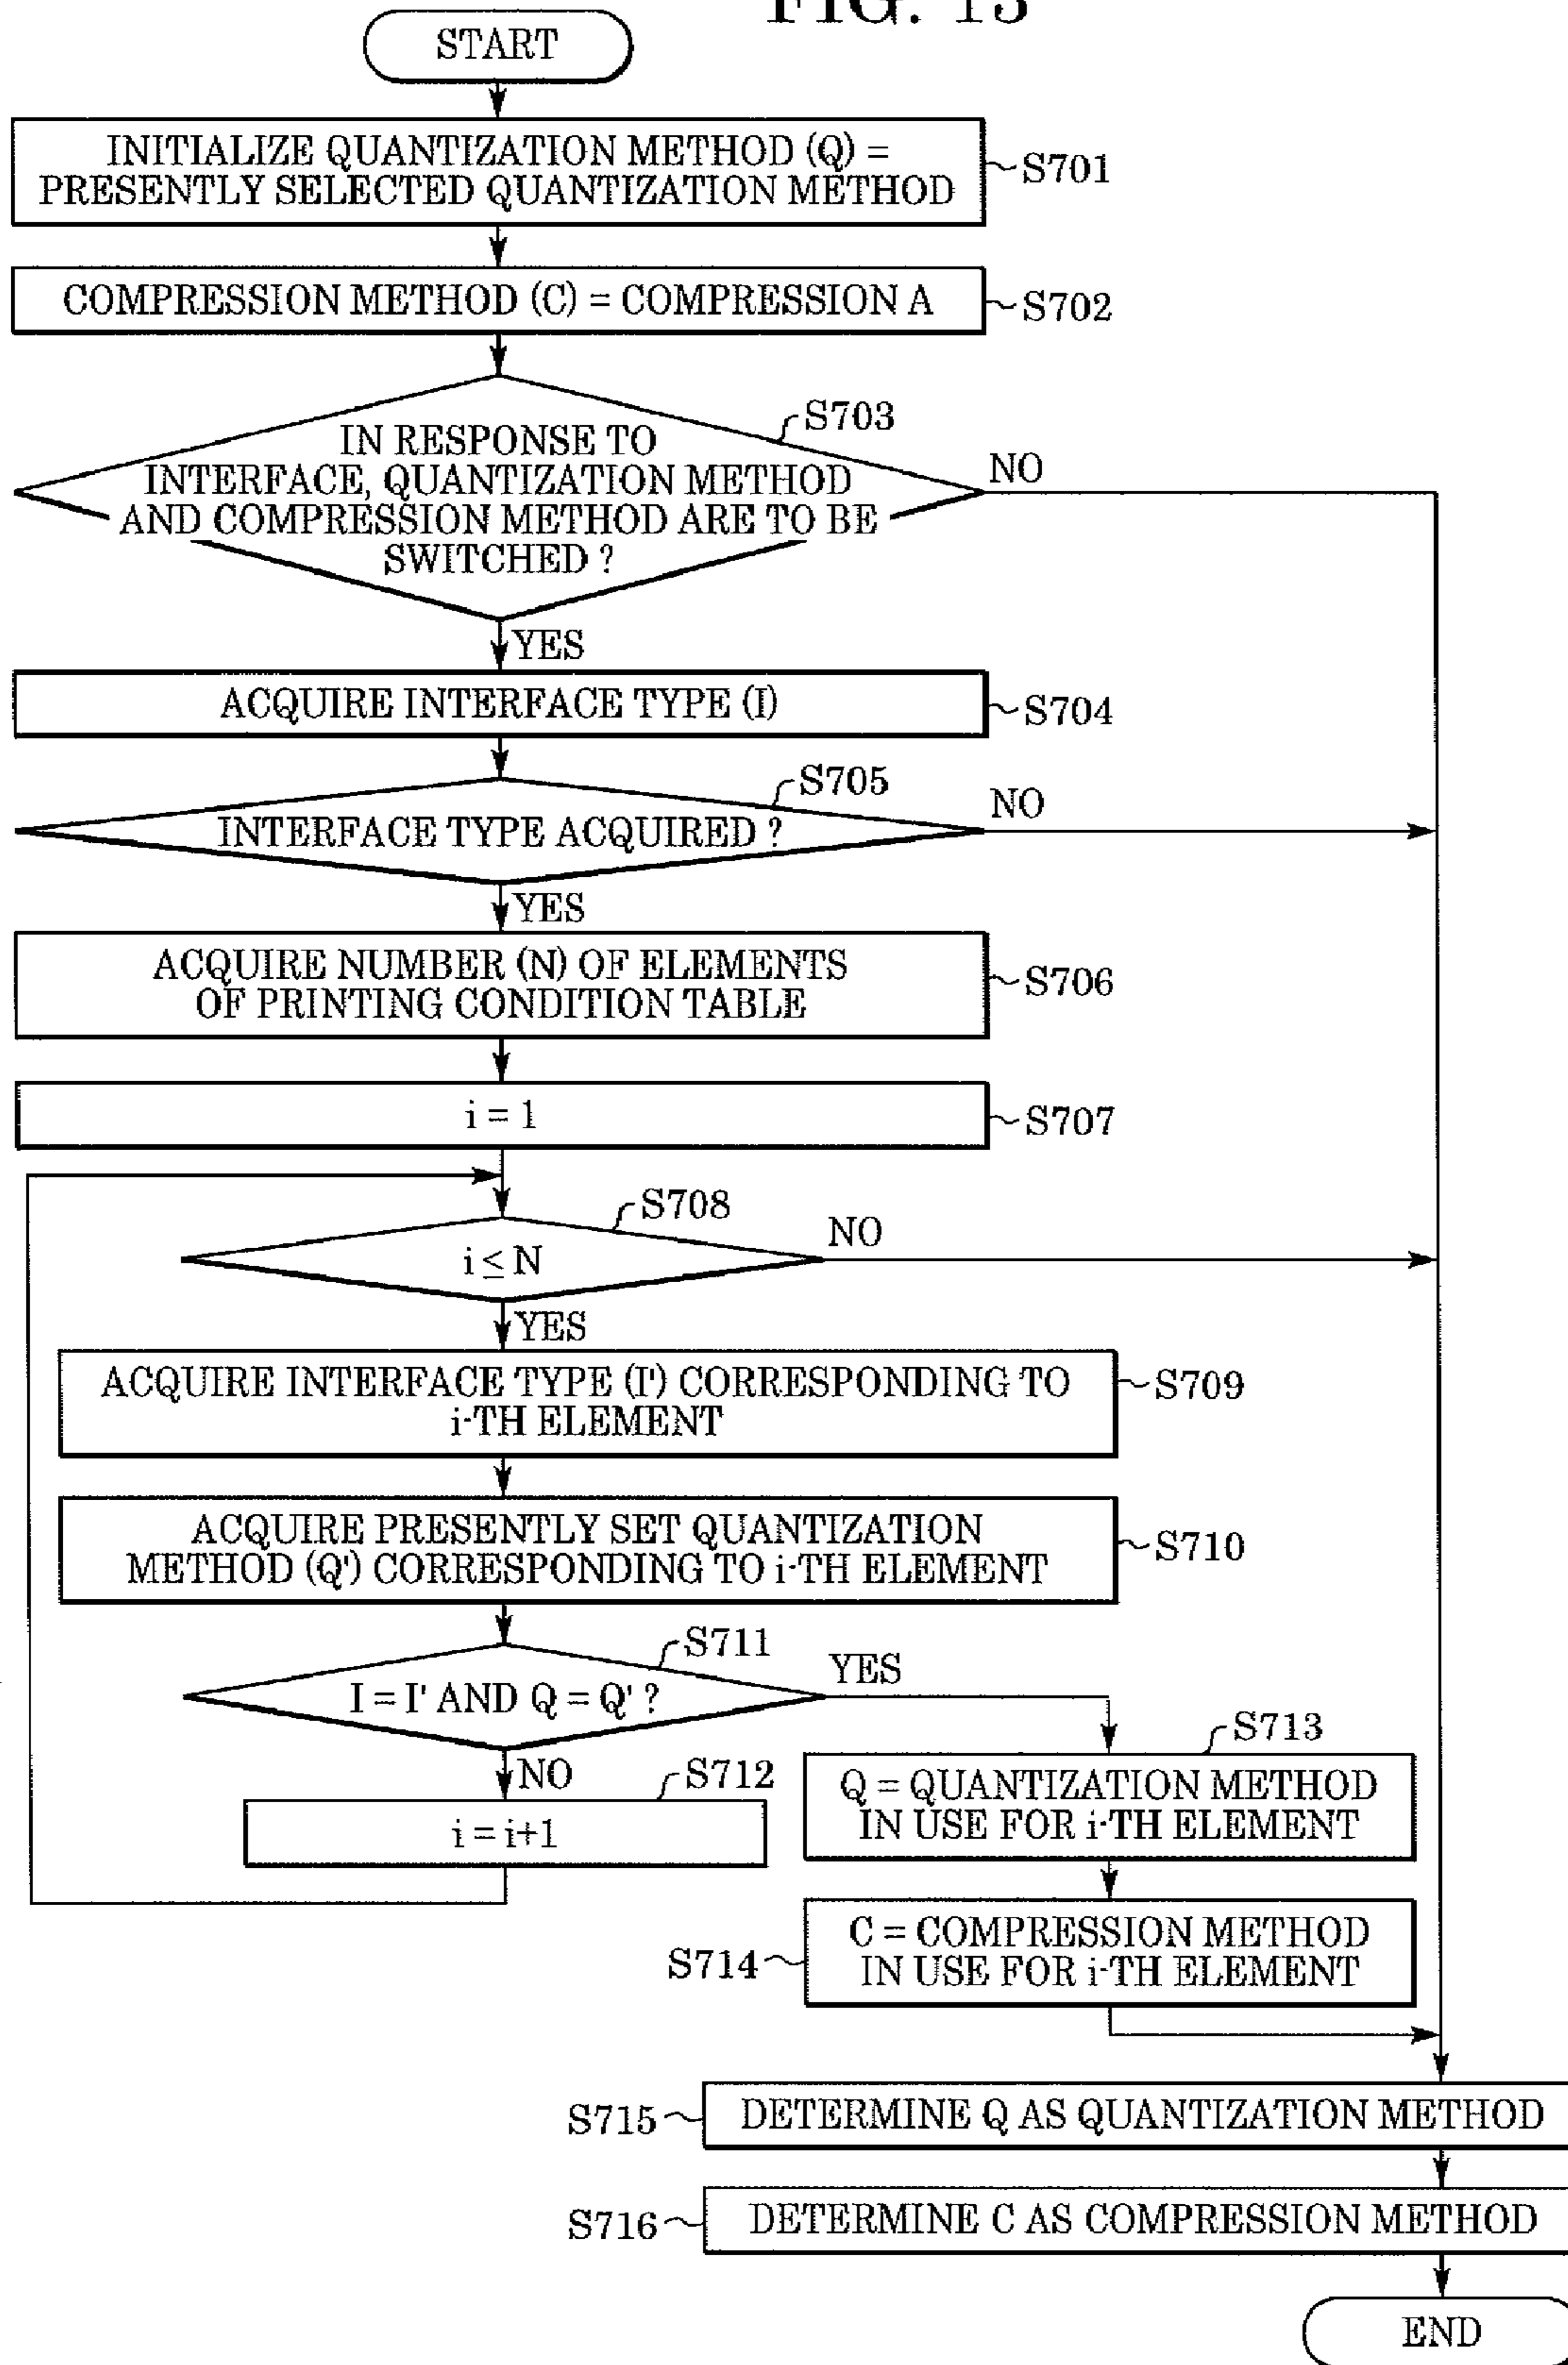 FIG. 13
START
INITIALIZE QUANTIZATION METHOD (Q) =
PRESENTLY SELECTED QUANTIZATION METHOD
S701
COMPRESSION METHOD (C) = COMPRESSION A
S702
S703
IN RESPONSE TO
INTERFACE, QUANTIZATION METHOD
AND COMPRESSION METHOD ARE TO BE
SWITCHED ?
NO
YES
ACQUIRE INTERFACE TYPE (I)
S704
S705
INTERFACE TYPE ACQUIRED ?
NO
YES
ACQUIRE NUMBER (N) OF ELEMENTS
OF PRINTING CONDITION TABLE
S706
i = 1
S707
S708
i ≤ N
NO
YES
ACQUIRE INTERFACE TYPE (I') CORRESPONDING TO
i-TH ELEMENT
S709
ACQUIRE PRESENTLY SET QUANTIZATION
METHOD (Q') CORRESPONDING TO i-TH ELEMENT
S710
S711
I = I' AND Q = Q' ?
YES
NO
S712
i = i+1
S713
Q = QUANTIZATION METHOD
IN USE FOR i-TH ELEMENT
S714
C = COMPRESSION METHOD
IN USE FOR i-TH ELEMENT
S715
DETERMINE Q AS QUANTIZATION METHOD
S716
DETERMINE C AS COMPRESSION METHOD
END